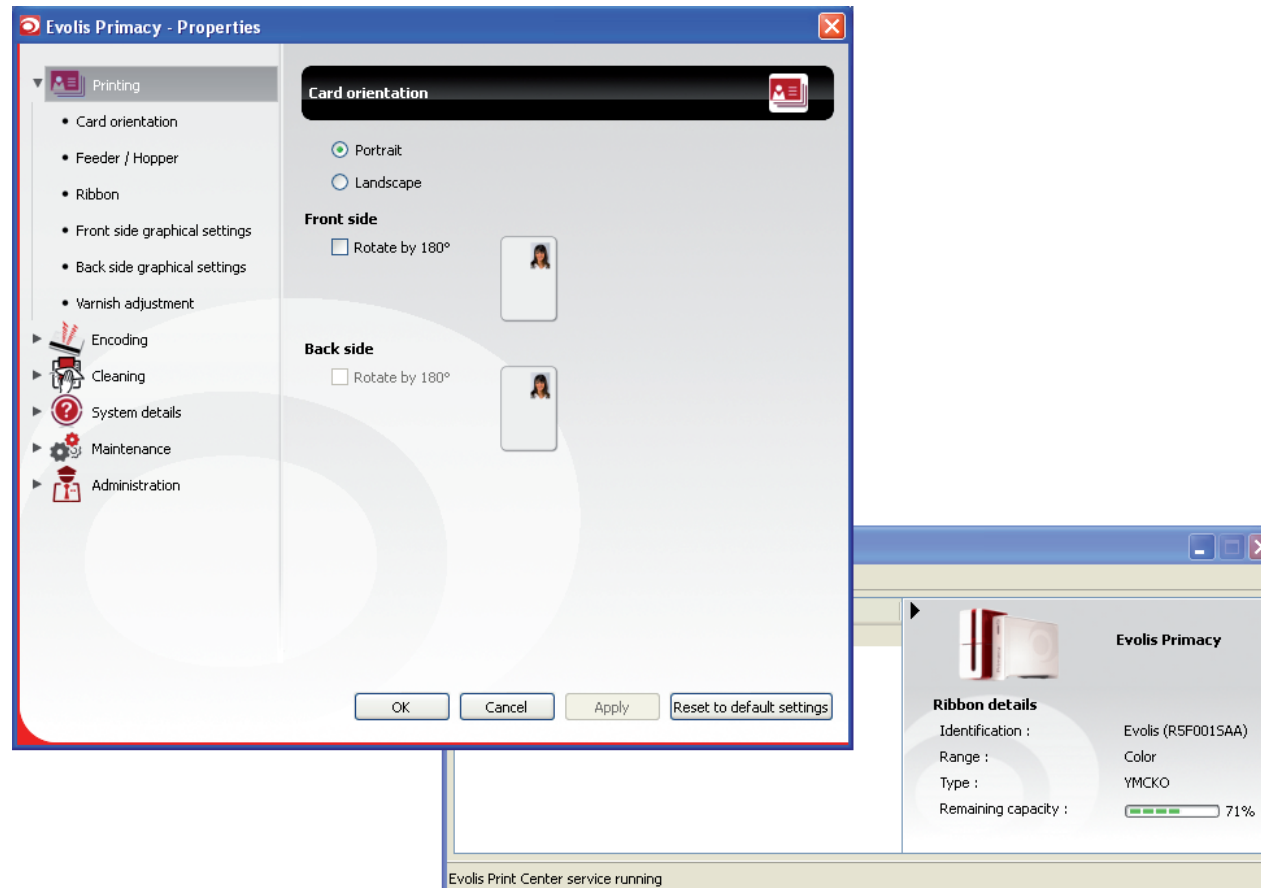 Evolis Primacy - Properties
Printing
Card orientation
Feeder / Hopper
Ribbon
Front side graphical settings
Back side graphical settings
Varnish adjustment
Encoding
Cleaning
System details
Maintenance
Administration
Card orientation
Portrait
Landscape
Front side
Rotate by 180°
Back side
Rotate by 180°
OK Cancel Apply Reset to default settings
Evolis Primacy
Ribbon details
Identification : Evolis (R5F001SAA)
Range : Color
Type : YMCKO
Remaining capacity : 71%
Evolis Print Center service running